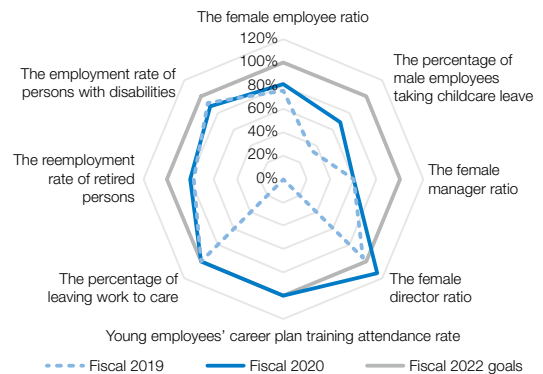 The female employee ratio
120%
100%
80%
60%
40%
20%
0%
The percentage of
male employees
taking childcare leave
The female
manager ratio
The female
director ratio
Young employees’ career plan training attendance rate
The percentage of
leaving work to care
The reemployment
rate of retired
persons
The employment rate of
persons with disabilities
Fiscal 2019
Fiscal 2020
Fiscal 2022 goals